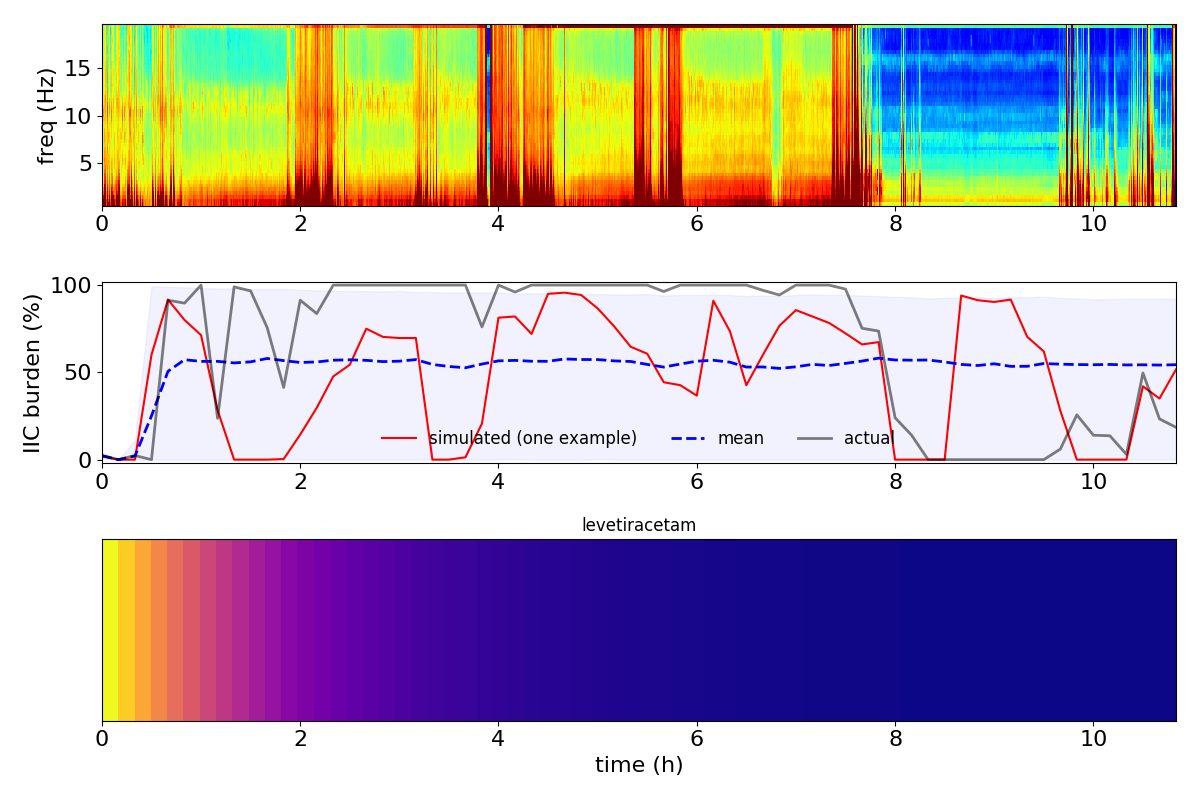 freq (Hz)
15
10
5
0 2 4 6 8 10
IIC burden (%)
100
50
0
simulated (one example) mean actual
0 2 4 6 8 10
levetiracetam
0 2 4 6 8 10
time (h)